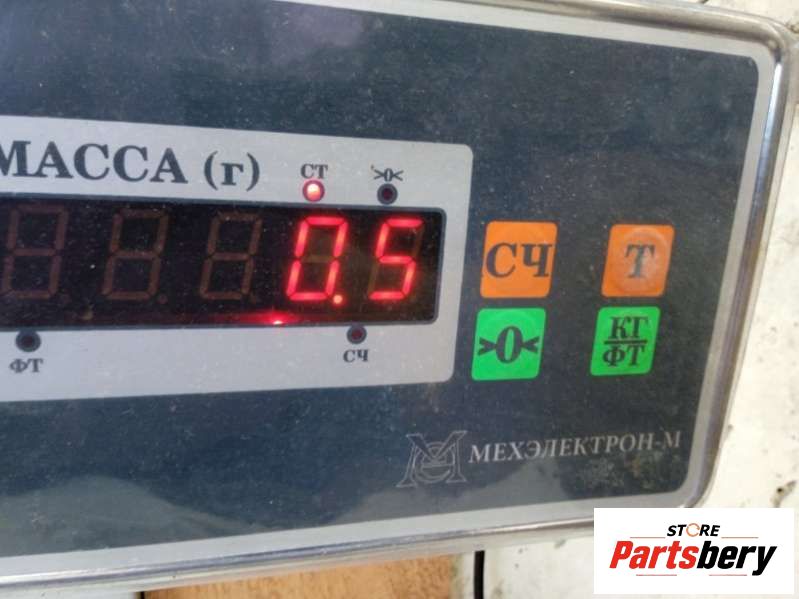 МАССА (г)
СТ
>0<
0.5
ФТ
СЧ
СЧ
Т
>0<
КГ
ФТ
МЕХЭЛЕКТРОН-М
STORE
Partsbery